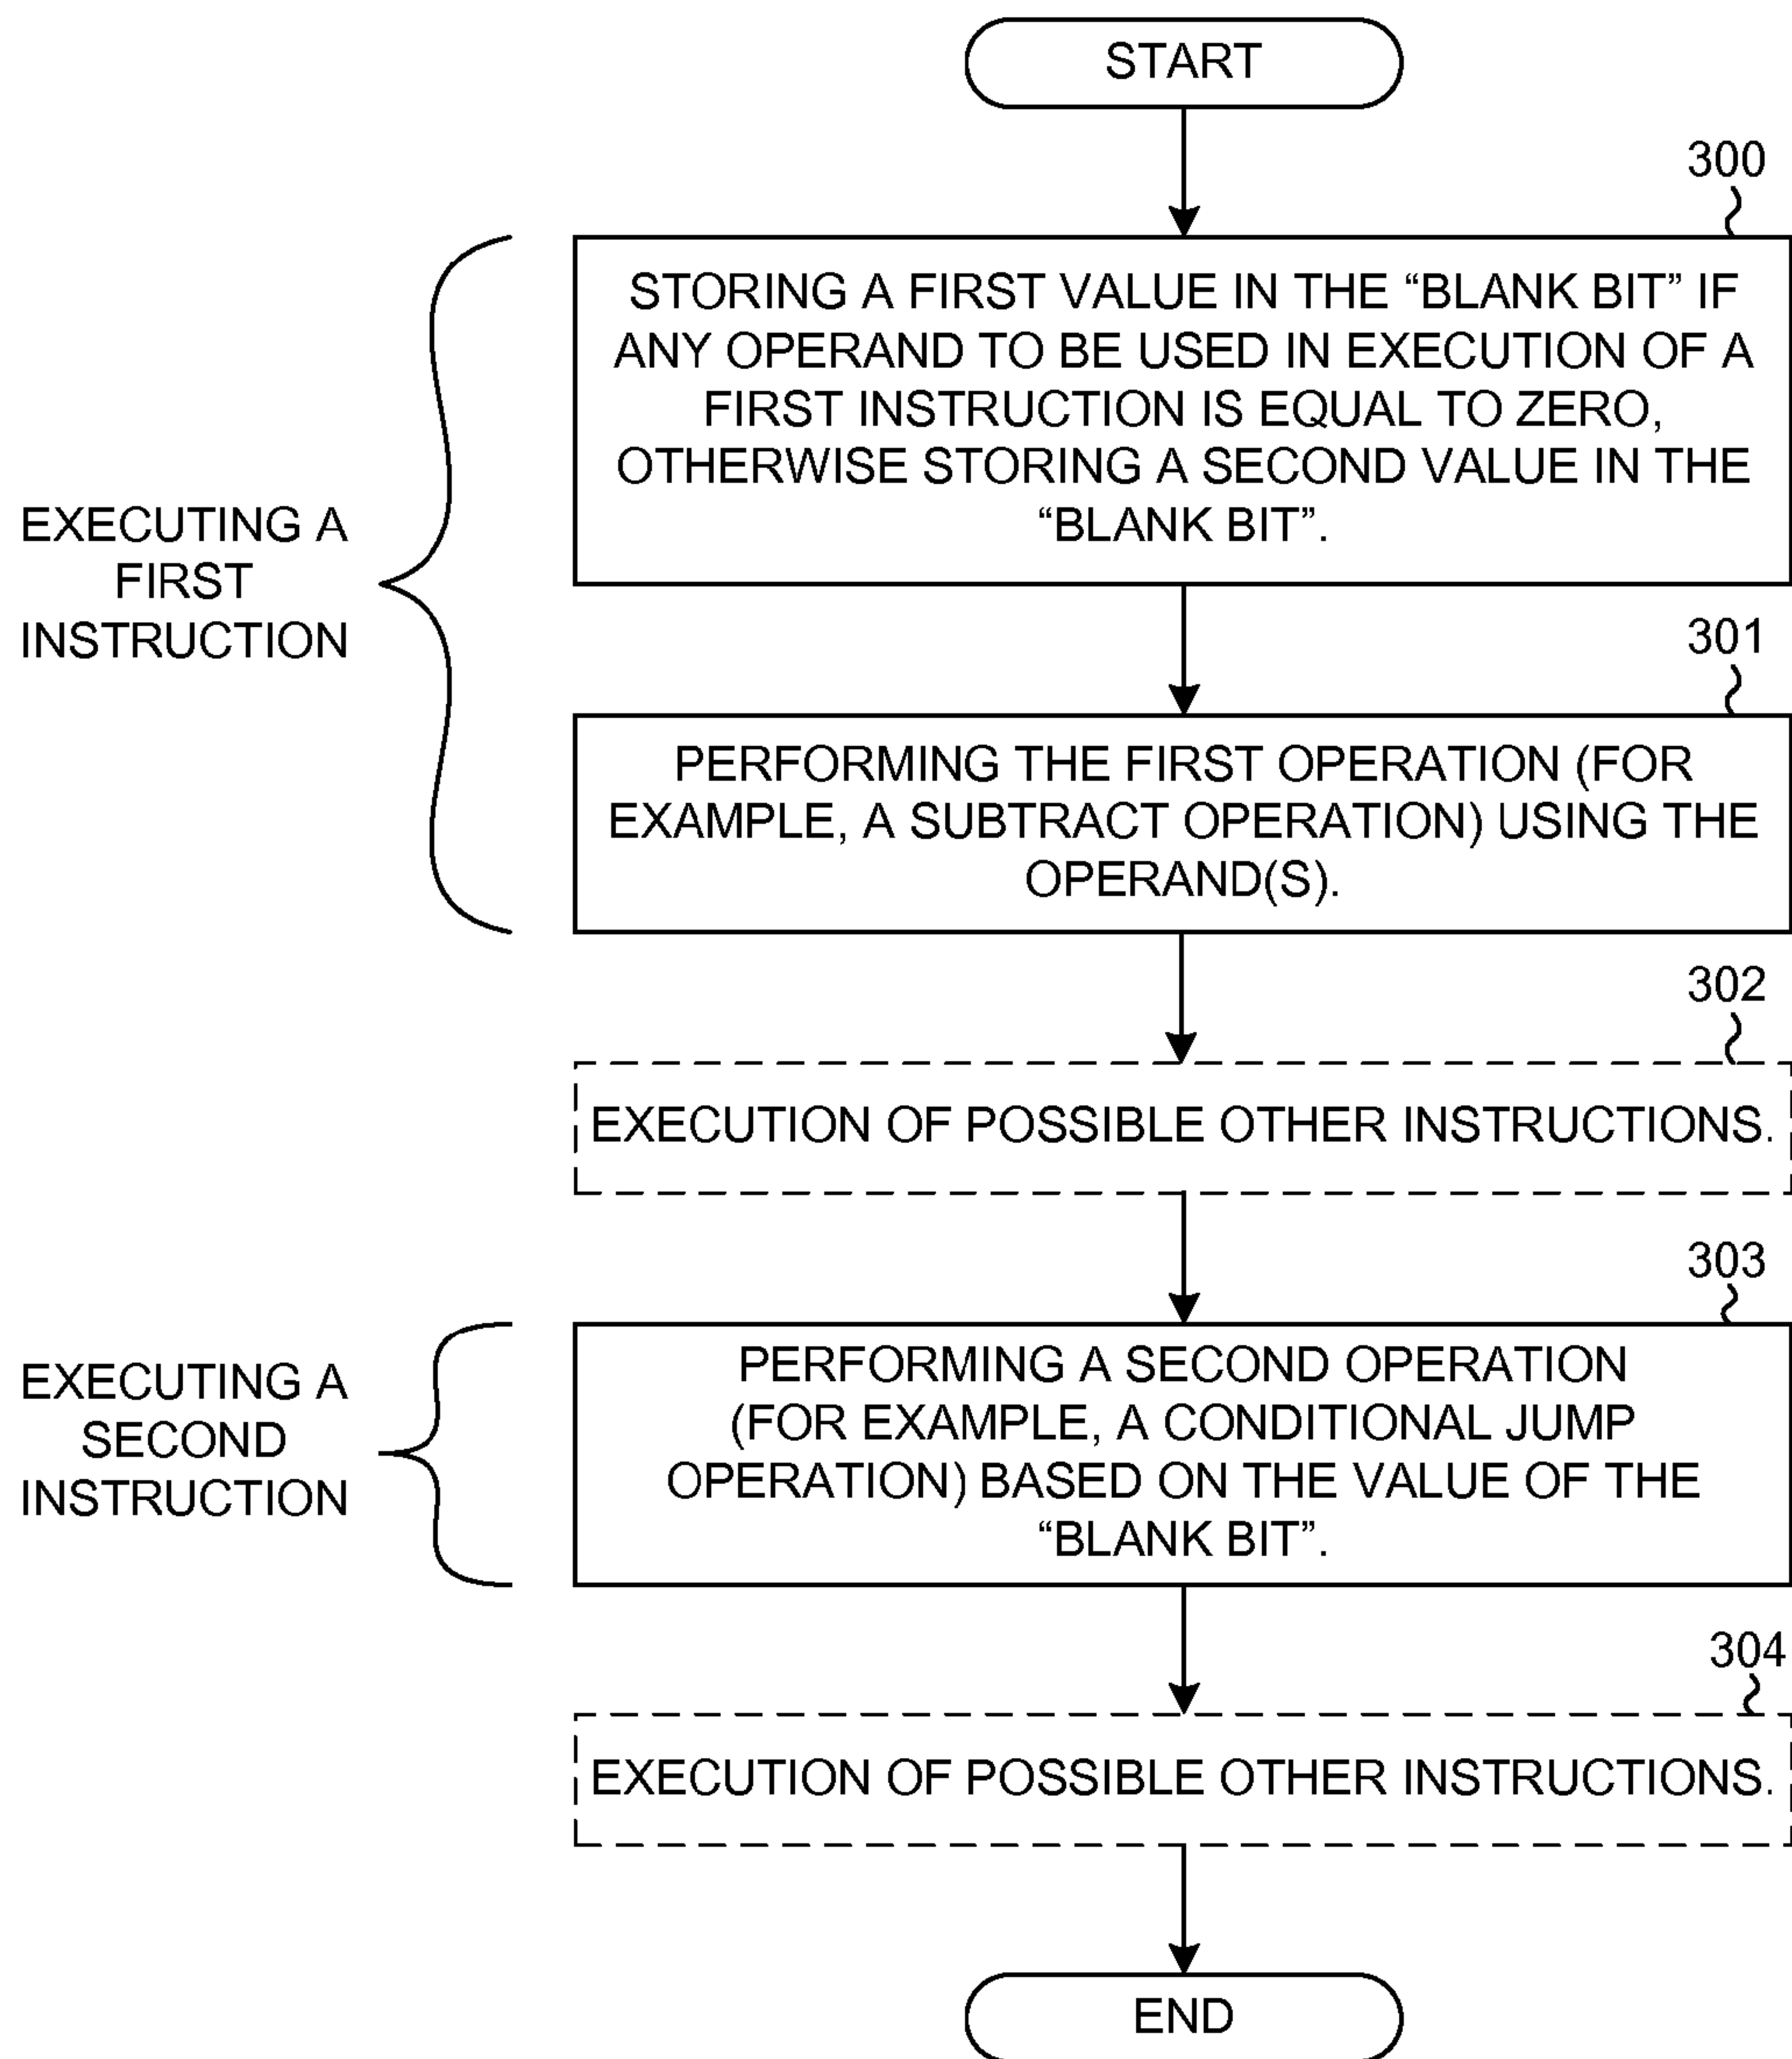 START
300
STORING A FIRST VALUE IN THE “BLANK BIT” IF
ANY OPERAND TO BE USED IN EXECUTION OF A
FIRST INSTRUCTION IS EQUAL TO ZERO,
OTHERWISE STORING A SECOND VALUE IN THE
“BLANK BIT”.
EXECUTING A
FIRST
INSTRUCTION
301
PERFORMING THE FIRST OPERATION (FOR
EXAMPLE, A SUBTRACT OPERATION) USING THE
OPERAND(S).
302
EXECUTION OF POSSIBLE OTHER INSTRUCTIONS.
303
EXECUTING A
SECOND
INSTRUCTION
PERFORMING A SECOND OPERATION
(FOR EXAMPLE, A CONDITIONAL JUMP
OPERATION) BASED ON THE VALUE OF THE
“BLANK BIT”.
304
EXECUTION OF POSSIBLE OTHER INSTRUCTIONS.
END